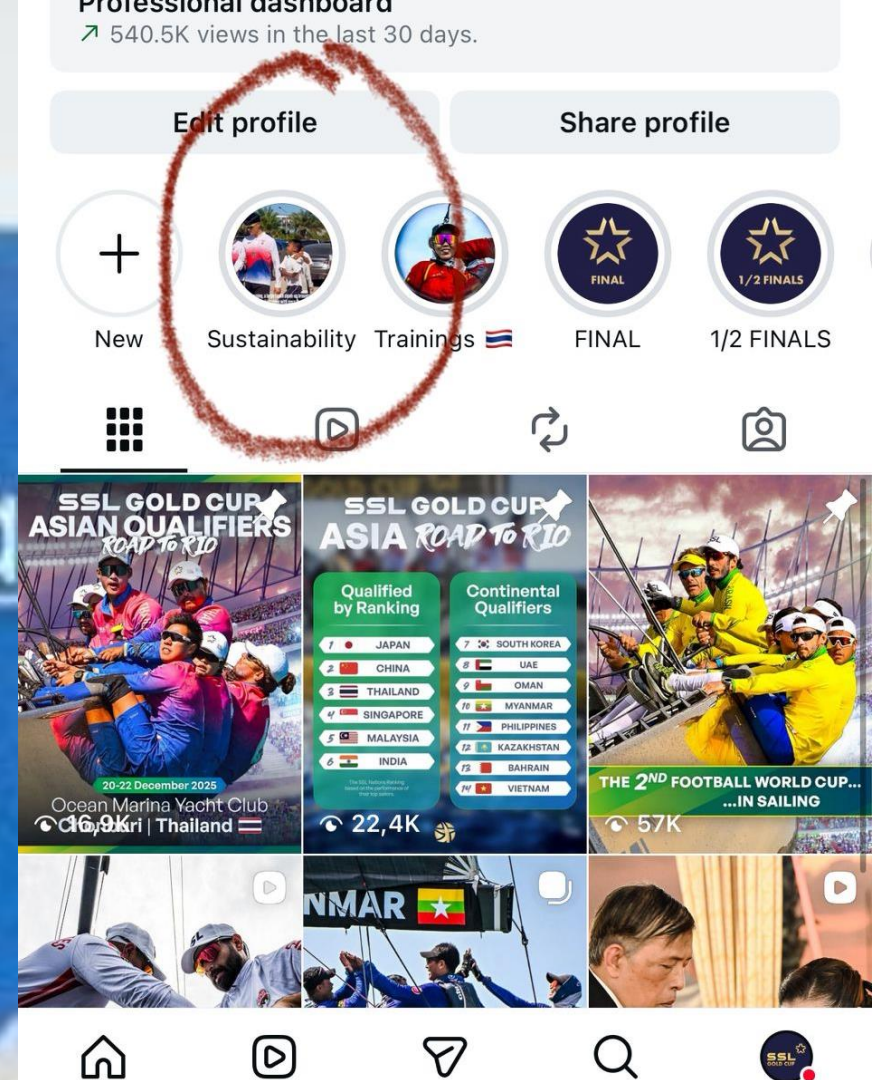 Professional dashboard
540.5K views in the last 30 days.
Edit profile
Share profile
New
Sustainability
Trainings 🇹🇭
FINAL
FINAL
1/2 FINALS
1/2 FINALS
SSL GOLD CUP
ASIAN QUALIFIERS
ROAD TO RIO
20-22 December 2025
Ocean Marina Yacht Club
Chonburi | Thailand 🇹🇭
16,9K
SSL GOLD CUP
ASIA ROAD TO RIO
Qualified
by Ranking
1 JAPAN
2 CHINA
3 THAILAND
4 SINGAPORE
5 MALAYSIA
6 INDIA
Continental
Qualifiers
7 SOUTH KOREA
8 UAE
9 OMAN
10 MYANMAR
11 PHILIPPINES
12 KAZAKHSTAN
13 BAHRAIN
14 VIETNAM
22,4K
THE 2ND FOOTBALL WORLD CUP...
...IN SAILING
57K
NMAR
SSL
GOLD CUP